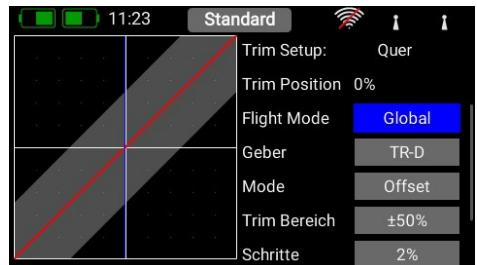 11:23 Standard
Trim Setup: Quer
Trim Position 0%
Flight Mode Global
Geber TR-D
Mode Offset
Trim Bereich ±50%
Schritte 2%